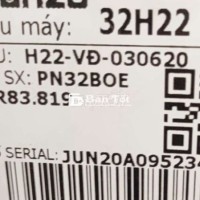 u máy: 32H22
J: H22-VĐ-030620
SX: PN32BOE
R83.819
Bán Tốt
SERIAL: JUN20A095234